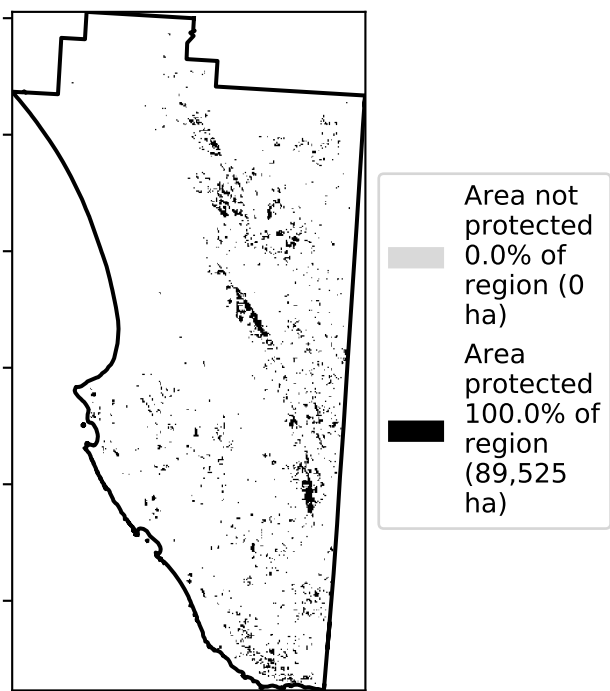 Area not
protected
0.0% of
region (0
ha)
Area
protected
100.0% of
region
(89,525
ha)